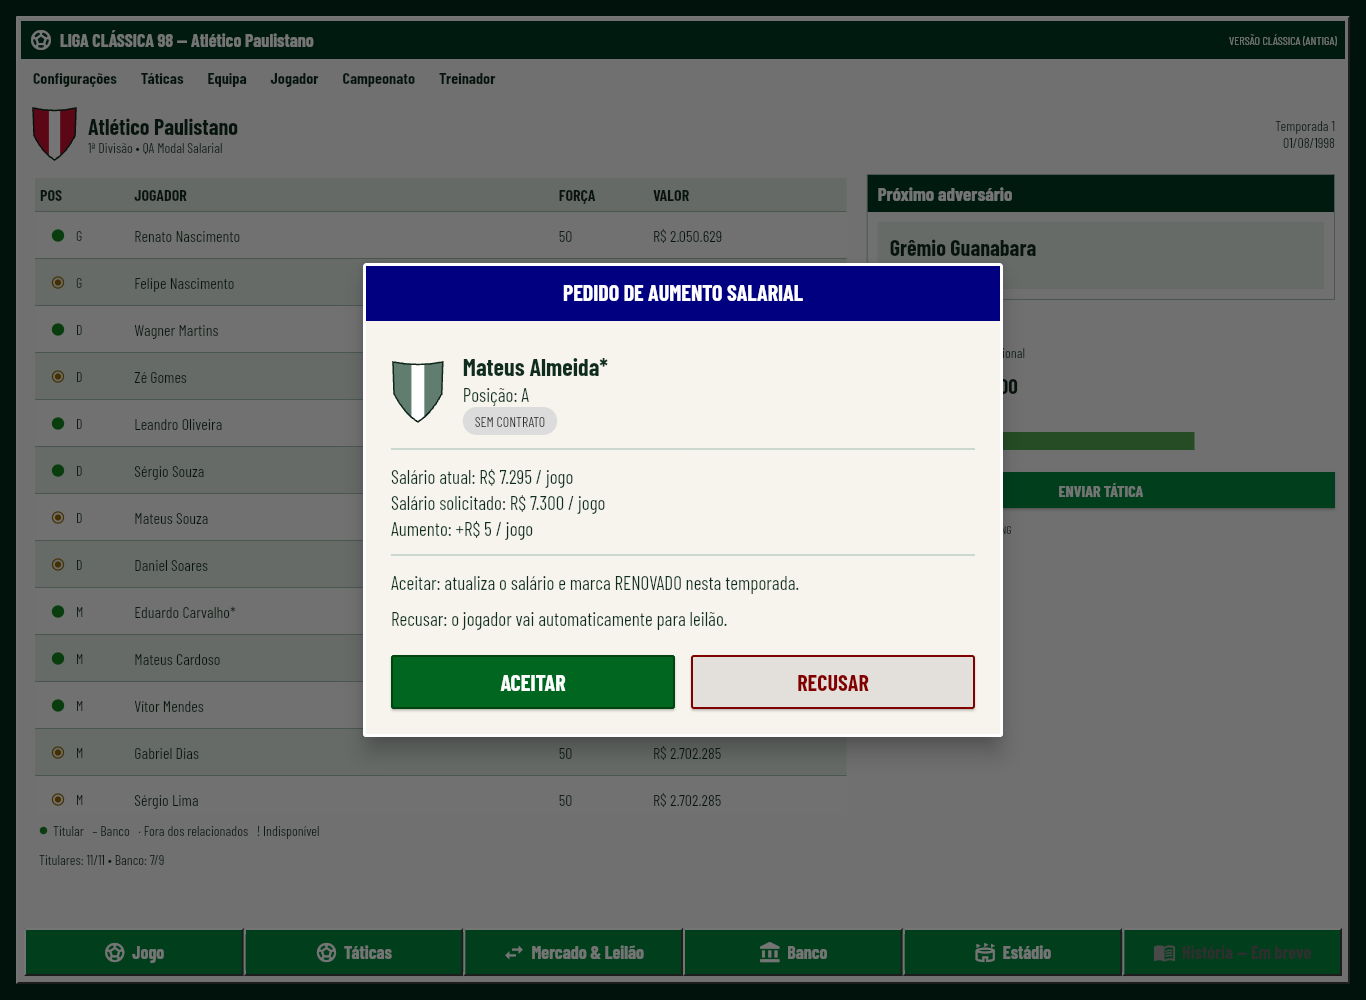 LIGA CLÁSSICA 98 — Atlético Paulistano
VERSÃO CLÁSSICA (ANTIGA)
Configurações Táticas Equipa Jogador Campeonato Treinador
Atlético Paulistano
1ª Divisão • QA Modal Salarial
Temporada 1
01/08/1998
POS JOGADOR FORÇA VALOR
G Renato Nascimento 50 R$ 2.050.629
G Felipe Nascimento
D Wagner Martins
D Zé Gomes
D Leandro Oliveira
D Sérgio Souza
D Mateus Souza
D Daniel Soares
M Eduardo Carvalho*
M Mateus Cardoso
M Vítor Mendes
M Gabriel Dias 50 R$ 2.702.285
M Sérgio Lima 50 R$ 2.702.285
● Titular – Banco · Fora dos relacionados ! Indisponível
Titulares: 11/11 • Banco: 7/9
Próximo adversário
Grêmio Guanabara
ENVIAR TÁTICA
PEDIDO DE AUMENTO SALARIAL
Mateus Almeida*
Posição: A
SEM CONTRATO
Salário atual: R$ 7.295 / jogo
Salário solicitado: R$ 7.300 / jogo
Aumento: +R$ 5 / jogo
Aceitar: atualiza o salário e marca RENOVADO nesta temporada.
Recusar: o jogador vai automaticamente para leilão.
ACEITAR
RECUSAR
Jogo
Táticas
Mercado & Leilão
Banco
Estádio
História — Em breve